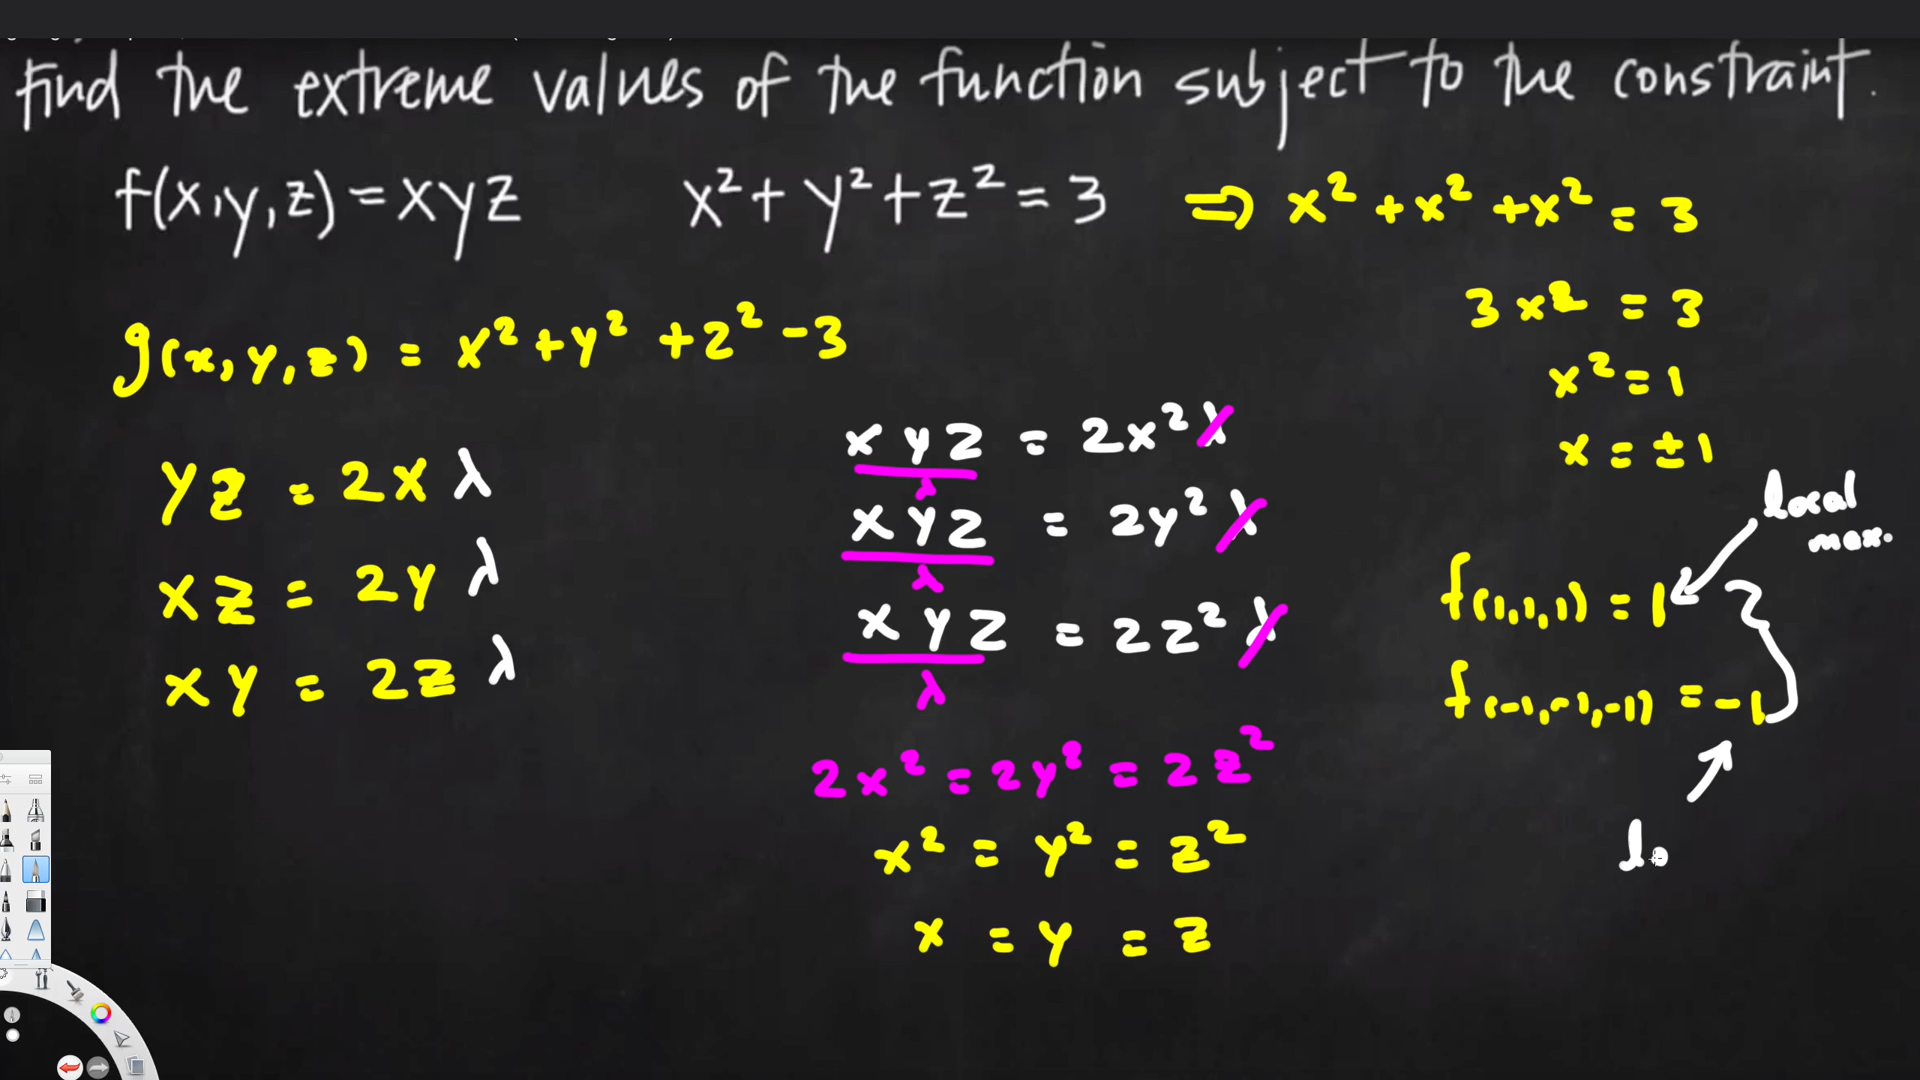 Find the extreme values of the function subject to the constraint.
f(x,y,z)=xyz x²+y²+z²=3 ⇒ x²+x²+x²=3
3x²=3
g(x,y,z)=x²+y²+z²-3
x²=1
x=±1
yz=2xλ
xz=2yλ
xy=2zλ
xyz=2x²λ
λ
xyz=2y²λ
λ
xyz=2z²λ
λ
2x²=2y²=2z²
x²=y²=z²
x=y=z
local
max.
f(1,1,1)=1
f(-1,-1,-1)=-1
lo